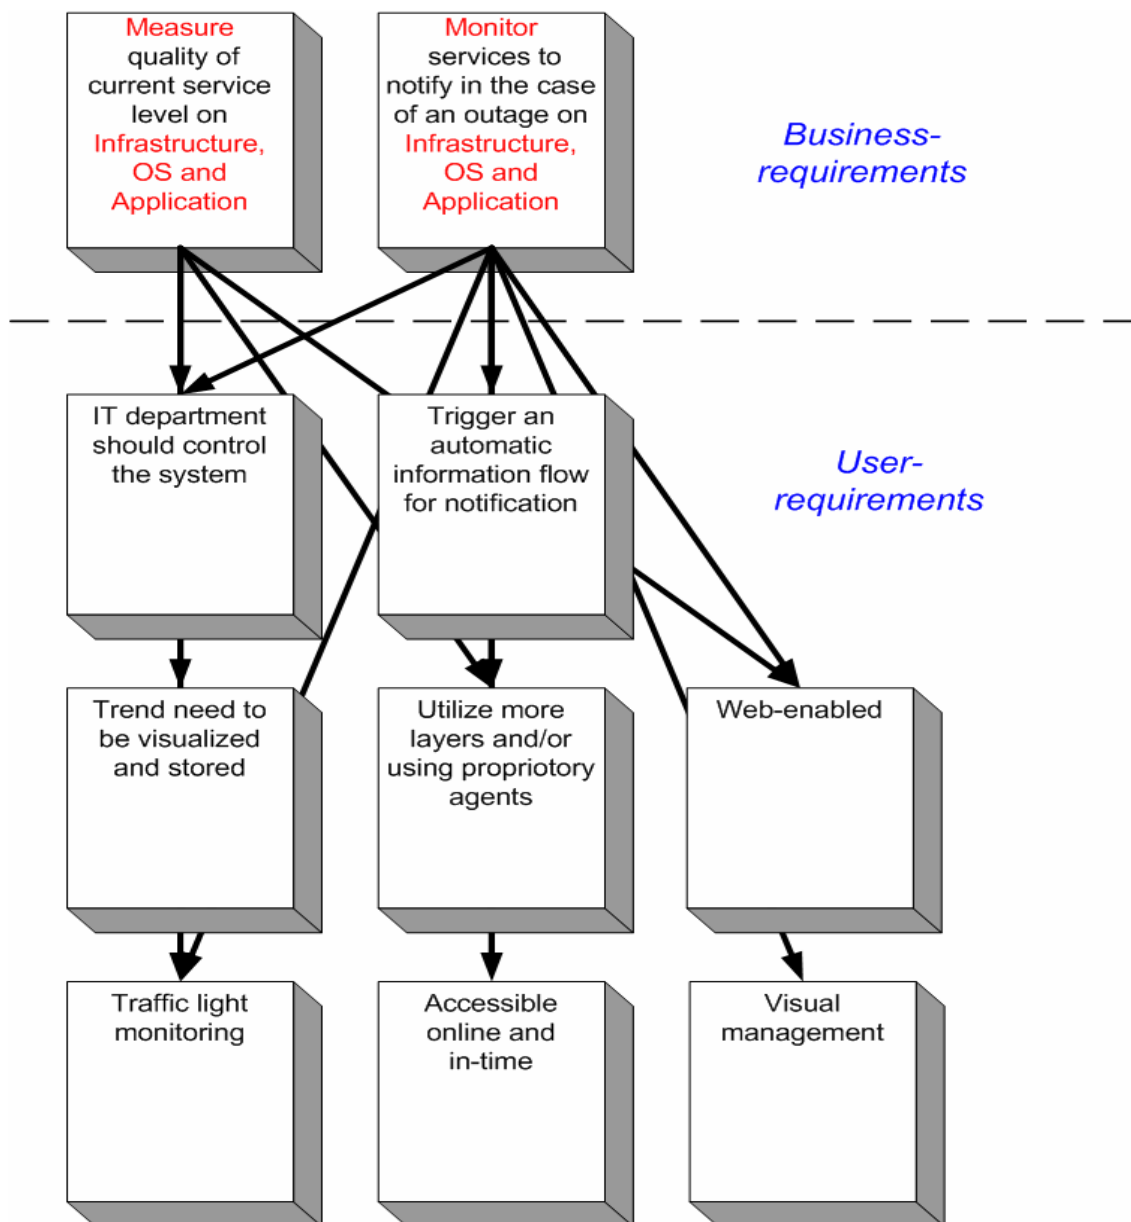 Measure
quality of
current service
level on
Infrastructure,
OS and
Application
Monitor
services to
notify in the case
of an outage on
Infrastructure,
OS and
Application
Business-
requirements
IT department
should control
the system
Trigger an
automatic
information flow
for notification
User-
requirements
Trend need to
be visualized
and stored
Utilize more
layers and/or
using propriotory
agents
Web-enabled
Traffic light
monitoring
Accessible
online and
in-time
Visual
management